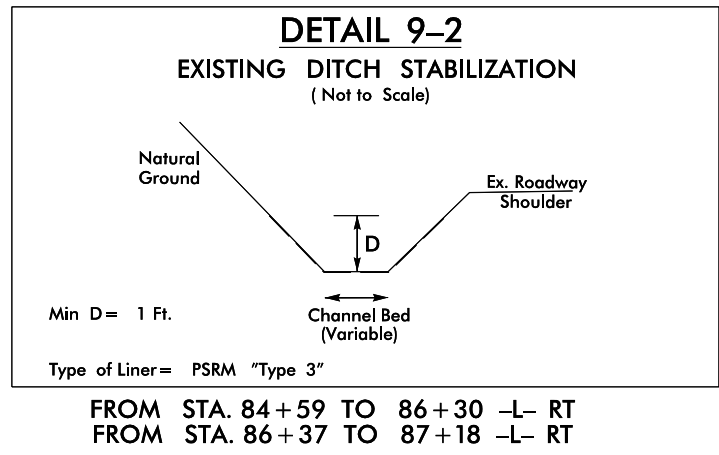 DETAIL 9–2
EXISTING DITCH STABILIZATION
( Not to Scale)
Natural
Ground
Ex. Roadway
Shoulder
D
Min D= 1 Ft.
Channel Bed
(Variable)
Type of Liner= PSRM "Type 3"
FROM STA. 84+59 TO 86+30 –L– RT
FROM STA. 86+37 TO 87+18 –L– RT